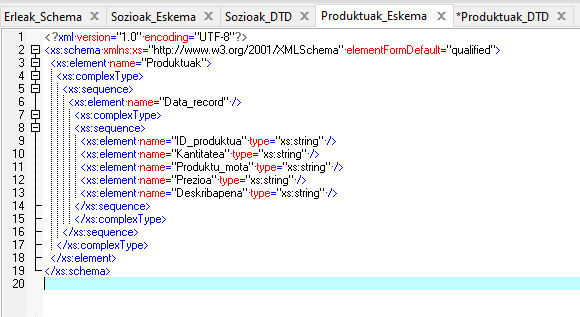 Erleak_Schema Sozioak_Eskema Sozioak_DTD Produktuak_Eskema *Produktuak_DTD
1 <?xml version="1.0" encoding="UTF-8"?>
2 <xs:schema xmlns:xs="http://www.w3.org/2001/XMLSchema" elementFormDefault="qualified">
3 <xs:element name="Produktuak">
4 <xs:complexType>
5 <xs:sequence>
6 <xs:element name="Data_record" />
7 <xs:complexType>
8 <xs:sequence>
9 <xs:element name="ID_produktua" type="xs:string" />
10 <xs:element name="Kantitatea" type="xs:string" />
11 <xs:element name="Produktu_mota" type="xs:string" />
12 <xs:element name="Prezioa" type="xs:string" />
13 <xs:element name="Deskribapena" type="xs:string" />
14 </xs:sequence>
15 </xs:complexType>
16 </xs:sequence>
17 </xs:complexType>
18 </xs:element>
19 </xs:schema>
20